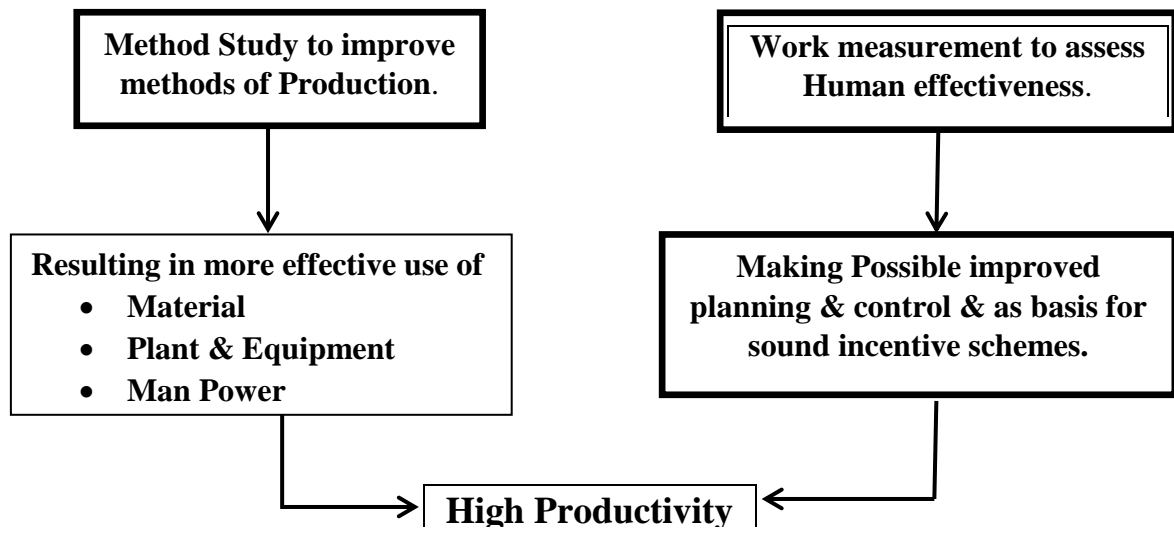 Method Study to improve
methods of Production.
Work measurement to assess
Human effectiveness.
Resulting in more effective use of
• Material
• Plant & Equipment
• Man Power
Making Possible improved
planning & control & as basis for
sound incentive schemes.
High Productivity